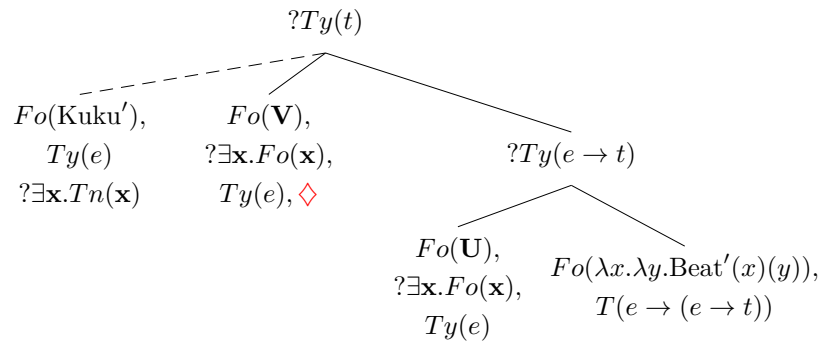 ?Ty(t)
Fo(Kuku′),
Ty(e)
?∃x.Tn(x)
Fo(V),
?∃x.Fo(x),
Ty(e), ♢
?Ty(e → t)
Fo(U),
?∃x.Fo(x),
Ty(e)
Fo(λx.λy.Beat′(x)(y)),
T(e → (e → t))